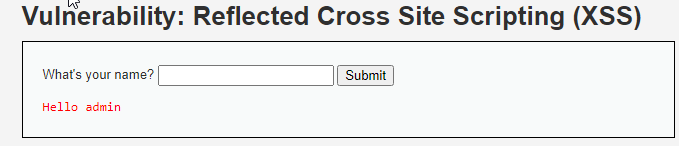 Vulnerability: Reflected Cross Site Scripting (XSS)
What's your name? Submit
Hello admin